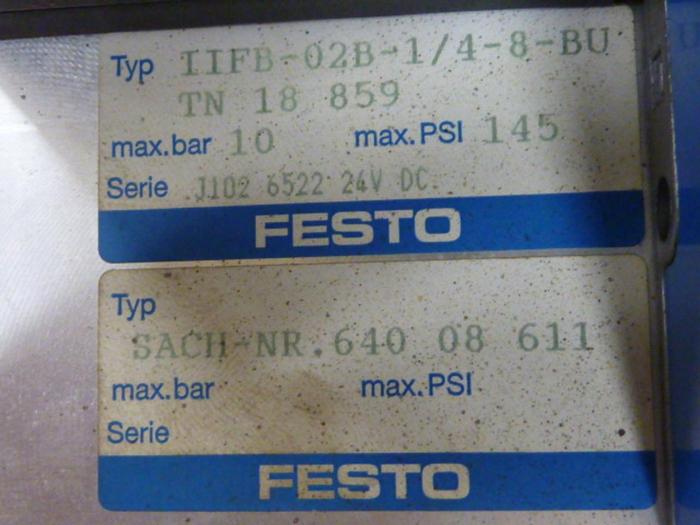 Typ IIFB-02B-1/4-8-BU
TN 18 859
max.bar 10 max.PSI 145
Serie J102 6522 24V DC
FESTO
Typ
SACH-NR.640 08 611
max.bar max.PSI
Serie
FESTO